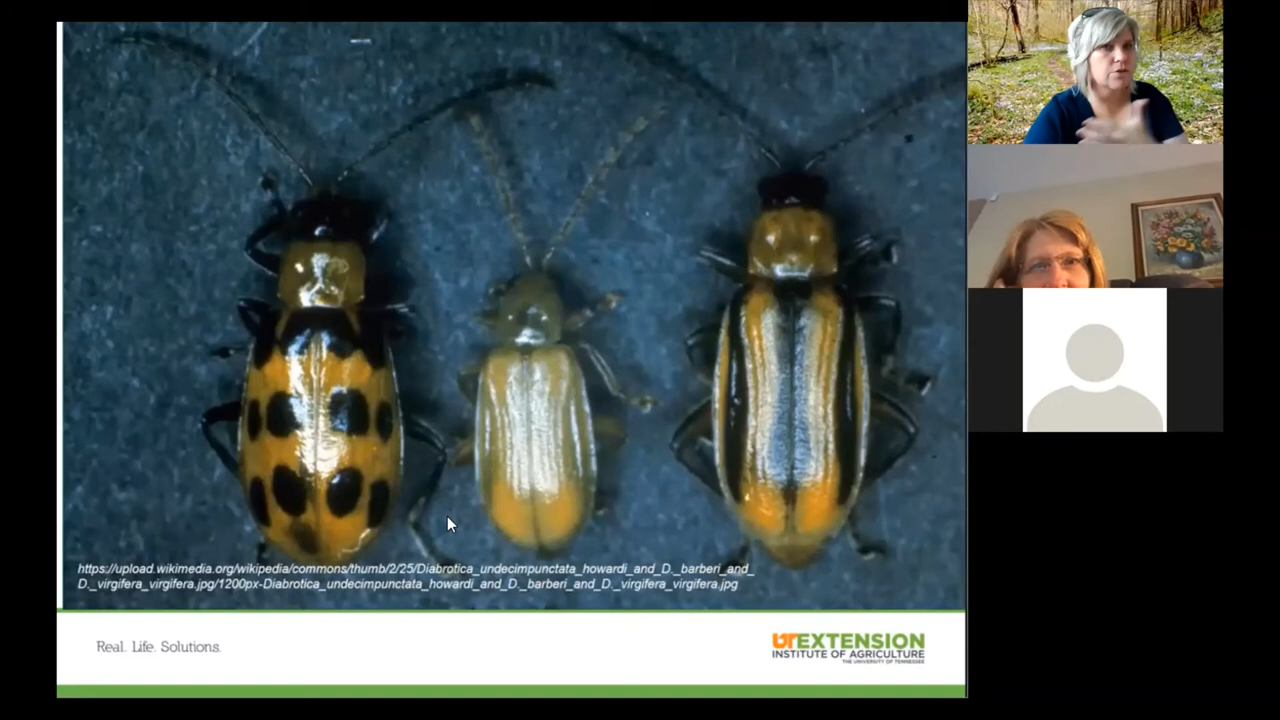 https://upload.wikimedia.org/wikipedia/commons/thumb/2/25/Diabrotica_undecimpunctata_howardi_and_D._barberi_and_
D._virgifera_virgifera.jpg/1200px-Diabrotica_undecimpunctata_howardi_and_D._barberi_and_D._virgifera_virgifera.jpg
Real. Life. Solutions.
UTEXTENSION
INSTITUTE OF AGRICULTURE
THE UNIVERSITY OF TENNESSEE